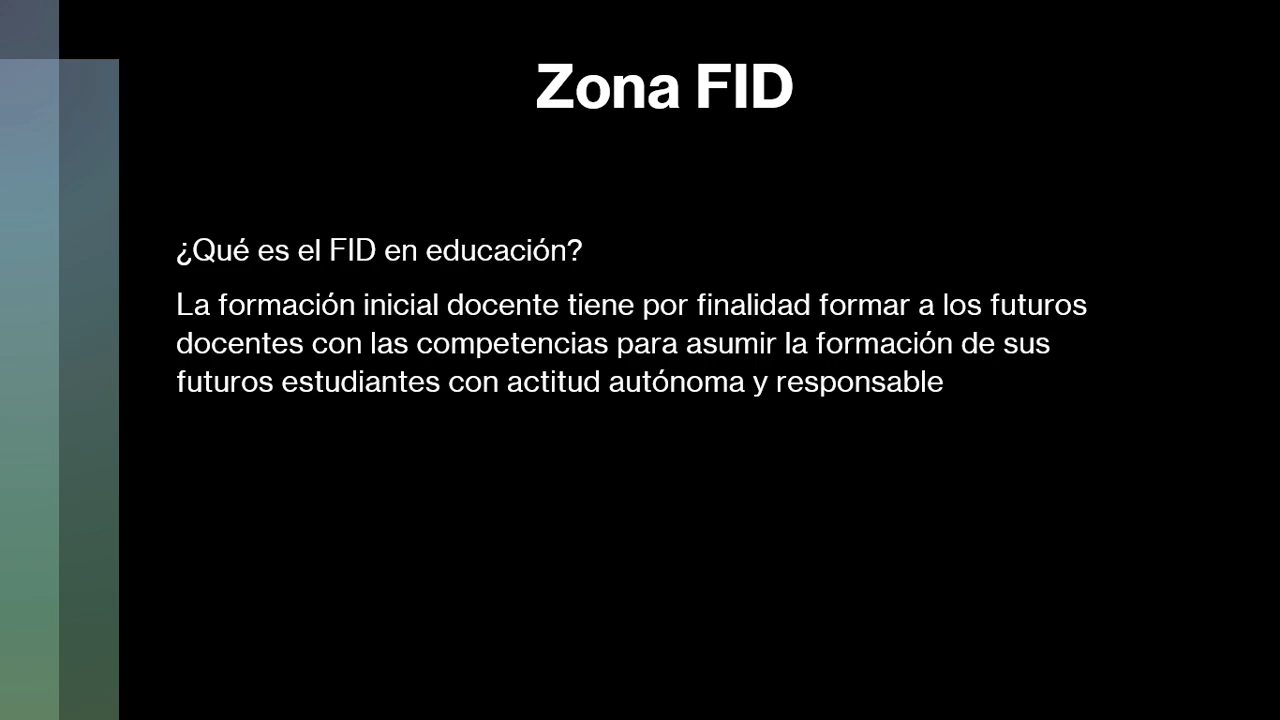 Zona FID
¿Qué es el FID en educación?
La formación inicial docente tiene por finalidad formar a los futuros
docentes con las competencias para asumir la formación de sus
futuros estudiantes con actitud autónoma y responsable